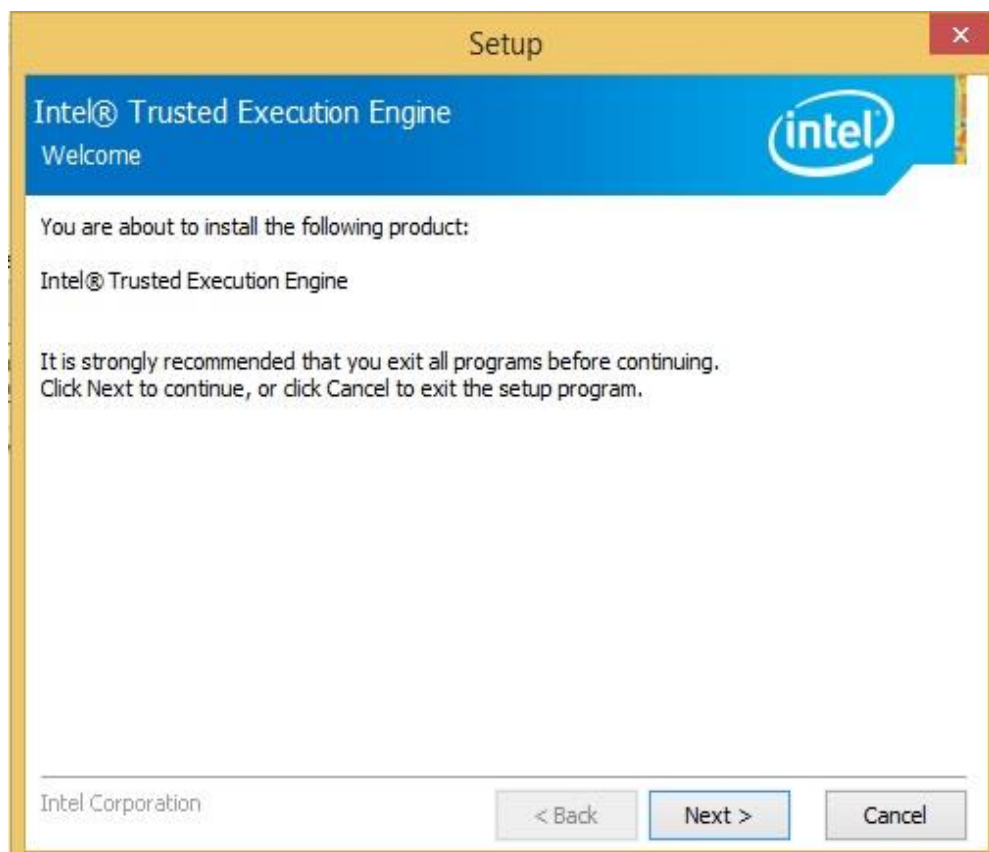 Setup
Intel® Trusted Execution Engine
Welcome
intel
You are about to install the following product:
Intel® Trusted Execution Engine
It is strongly recommended that you exit all programs before continuing.
Click Next to continue, or click Cancel to exit the setup program.
Intel Corporation
< Back Next > Cancel